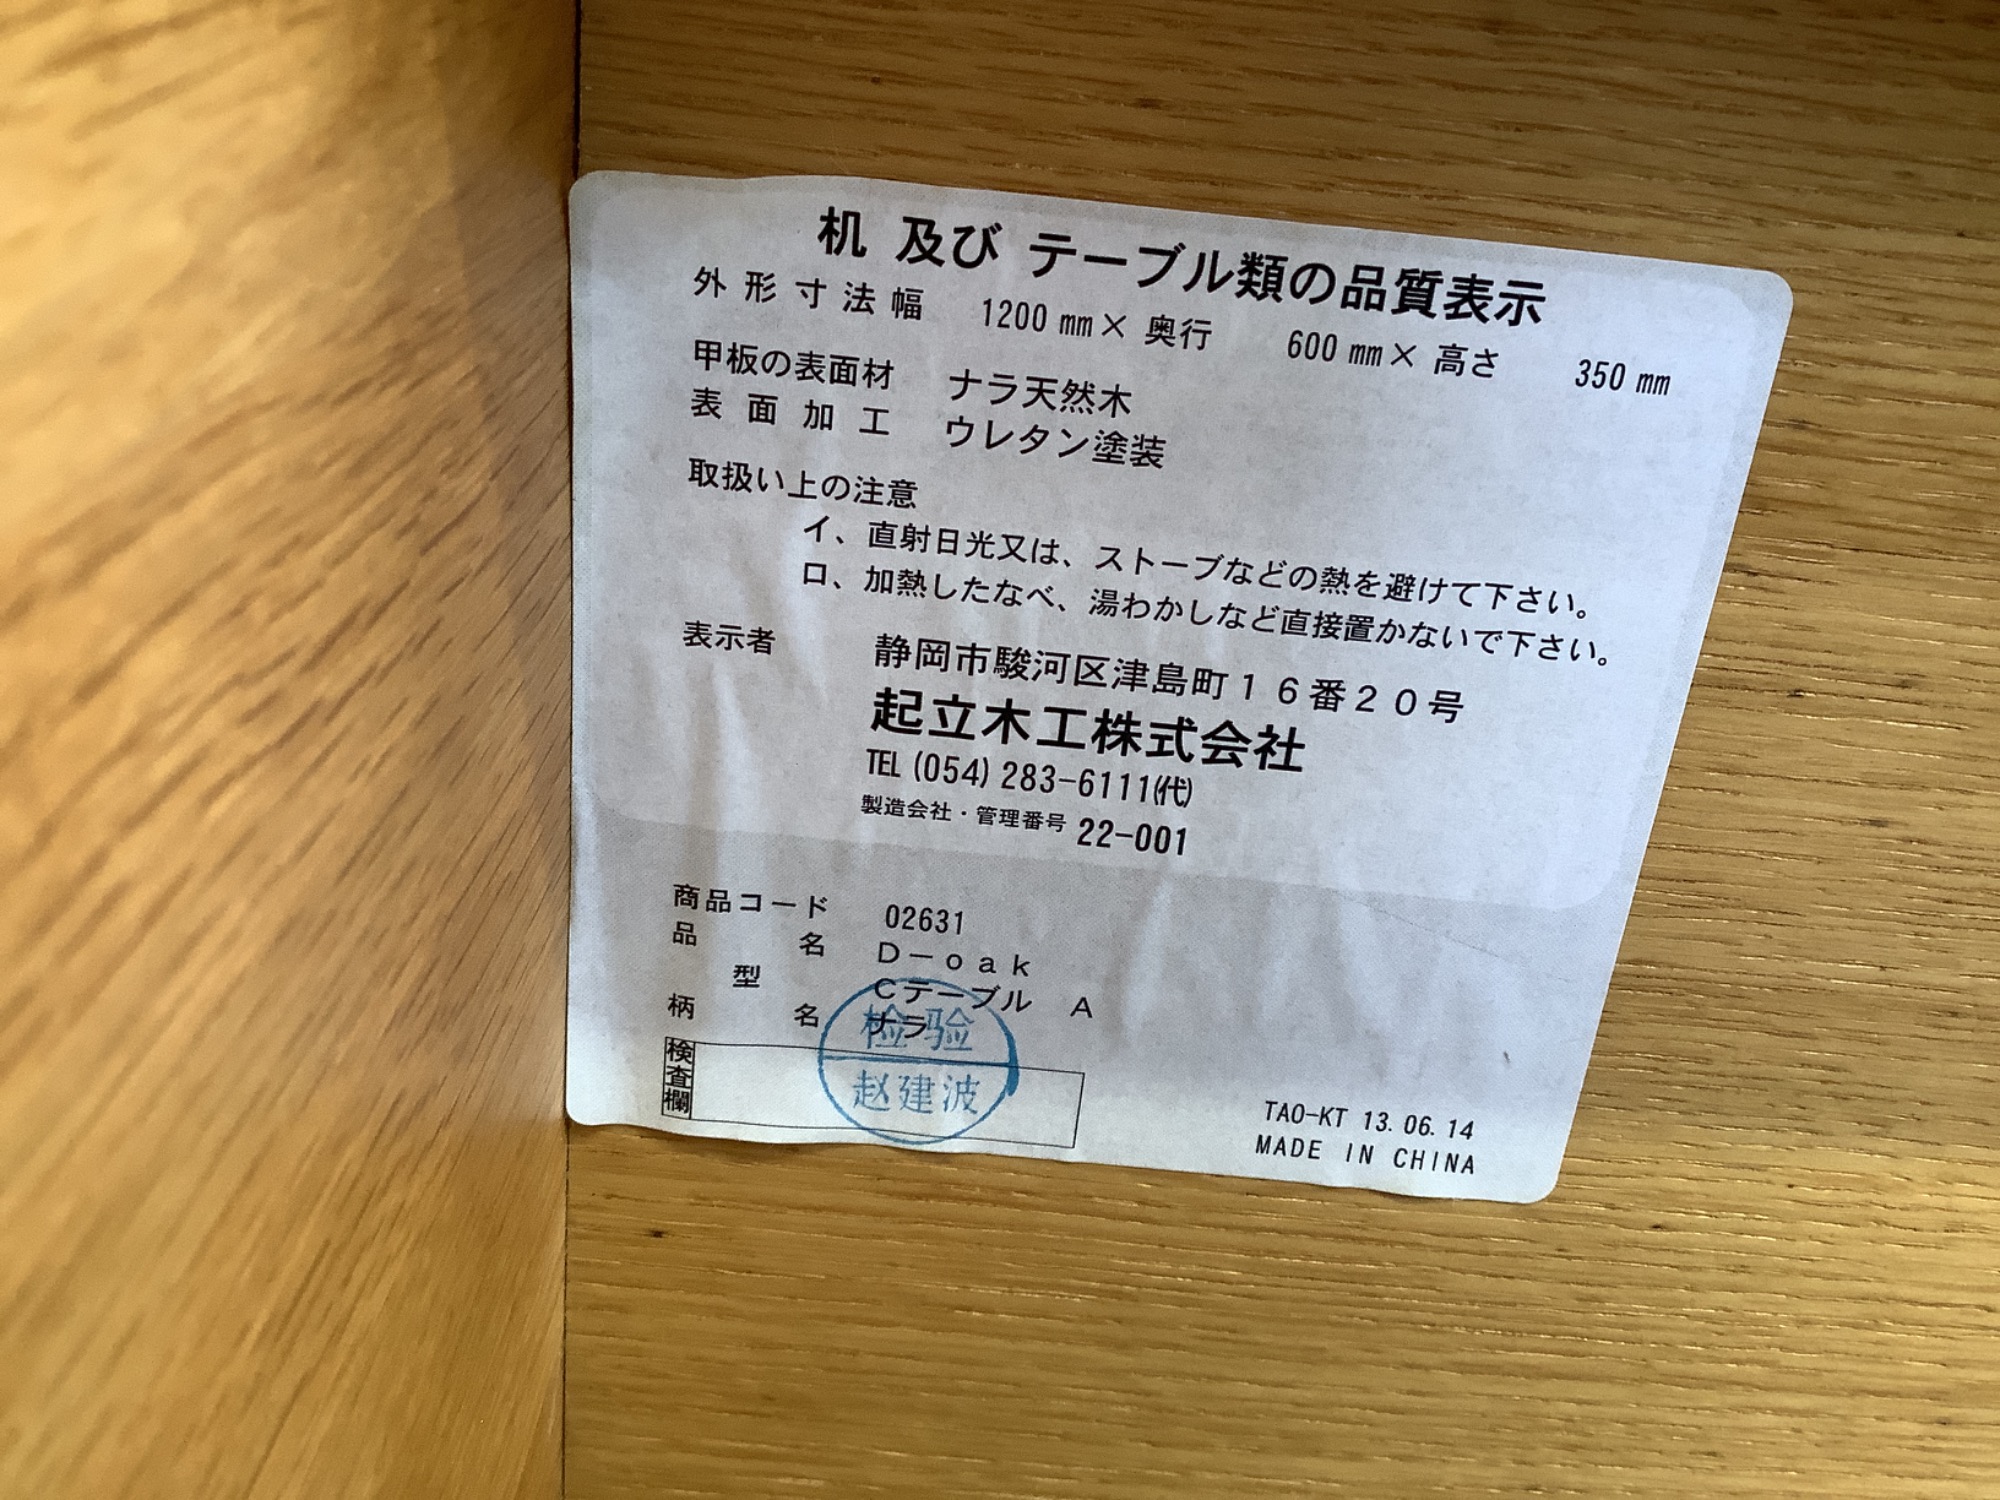 机 及び テーブル類の品質表示
外形寸法幅 1200 mm× 奥行 600 mm× 高さ 350 mm
甲板の表面材 ナラ天然木
表面加工 ウレタン塗装
取扱い上の注意
イ、直射日光又は、ストーブなどの熱を避けて下さい。
ロ、加熱したなべ、湯わかしなど直接置かないで下さい。
表示者 静岡市駿河区津島町16番20号
起立木工株式会社
TEL (054) 283-6111(代)
製造会社・管理番号 22-001
商品コード 02631
品名 D-oak
型 Cテーブル A
柄名 ナラ
検査欄
检验
赵建波
TAO-KT 13.06.14
MADE IN CHINA